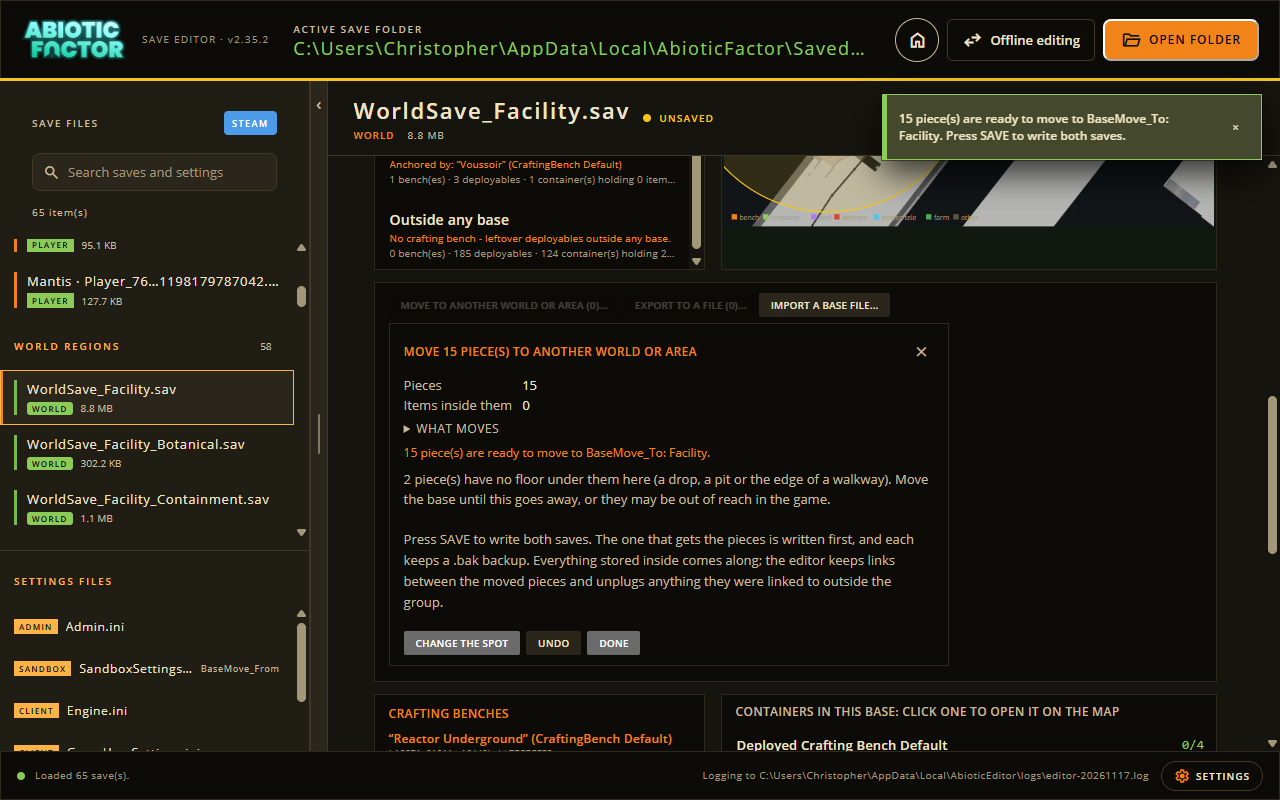 ABIOTIC FACTOR
SAVE EDITOR · v2.35.2
ACTIVE SAVE FOLDER
C:\Users\Christopher\AppData\Local\AbioticFactor\Saved…
Offline editing
OPEN FOLDER
SAVE FILES
STEAM
Search saves and settings
65 item(s)
PLAYER 95.1 KB
Mantis · Player_76…1198179787042.…
PLAYER 127.7 KB
WORLD REGIONS 58
WorldSave_Facility.sav
WORLD 8.8 MB
WorldSave_Facility_Botanical.sav
WORLD 302.2 KB
WorldSave_Facility_Containment.sav
WORLD 1.1 MB
SETTINGS FILES
ADMIN Admin.ini
SANDBOX SandboxSettings… BaseMove_From
CLIENT Engine.ini
WorldSave_Facility.sav
UNSAVED
WORLD 8.8 MB
15 piece(s) are ready to move to BaseMove_To:
Facility. Press SAVE to write both saves.
Anchored by: "Voussoir" (CraftingBench Default)
1 bench(es) · 3 deployables · 1 container(s) holding 0 item…
Outside any base
No crafting bench - leftover deployables outside any base.
0 bench(es) · 185 deployables · 124 container(s) holding 2…
bench container defense power/tele farm
MOVE TO ANOTHER WORLD OR AREA (0)…
EXPORT TO A FILE (0)…
IMPORT A BASE FILE…
MOVE 15 PIECE(S) TO ANOTHER WORLD OR AREA
Pieces 15
Items inside them 0
WHAT MOVES
15 piece(s) are ready to move to BaseMove_To: Facility.
2 piece(s) have no floor under them here (a drop, a pit or the edge of a walkway). Move
the base until this goes away, or they may be out of reach in the game.
Press SAVE to write both saves. The one that gets the pieces is written first, and each
keeps a .bak backup. Everything stored inside comes along; the editor keeps links
between the moved pieces and unplugs anything they were linked to outside the
group.
CHANGE THE SPOT
UNDO
DONE
CRAFTING BENCHES
"Reactor Underground" (CraftingBench Default)
CONTAINERS IN THIS BASE: CLICK ONE TO OPEN IT ON THE MAP
Deployed Crafting Bench Default 0/4
Loaded 65 save(s).
Logging to C:\Users\Christopher\AppData\Local\AbioticEditor\logs\editor-20261117.log
SETTINGS